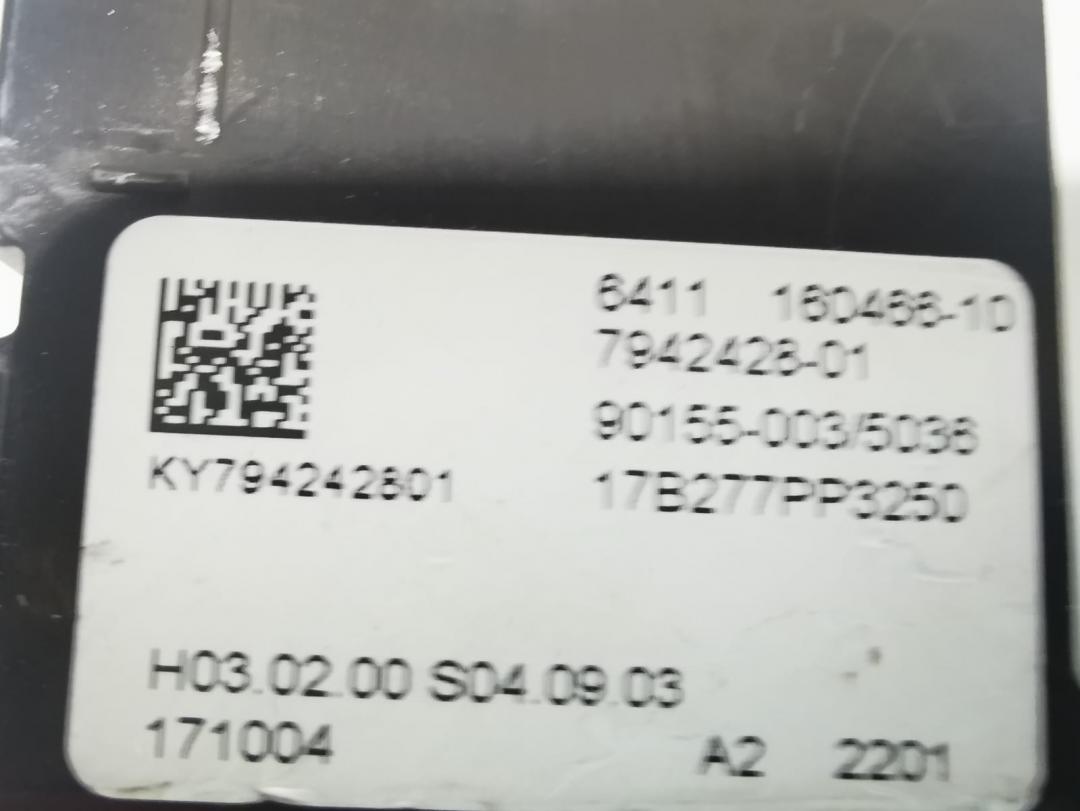 6411 160466-10
7942428-01
90155-003/5036
KY794242801
17B277PP3250
H03.02.00 S04.09.03
171004 A2 2201